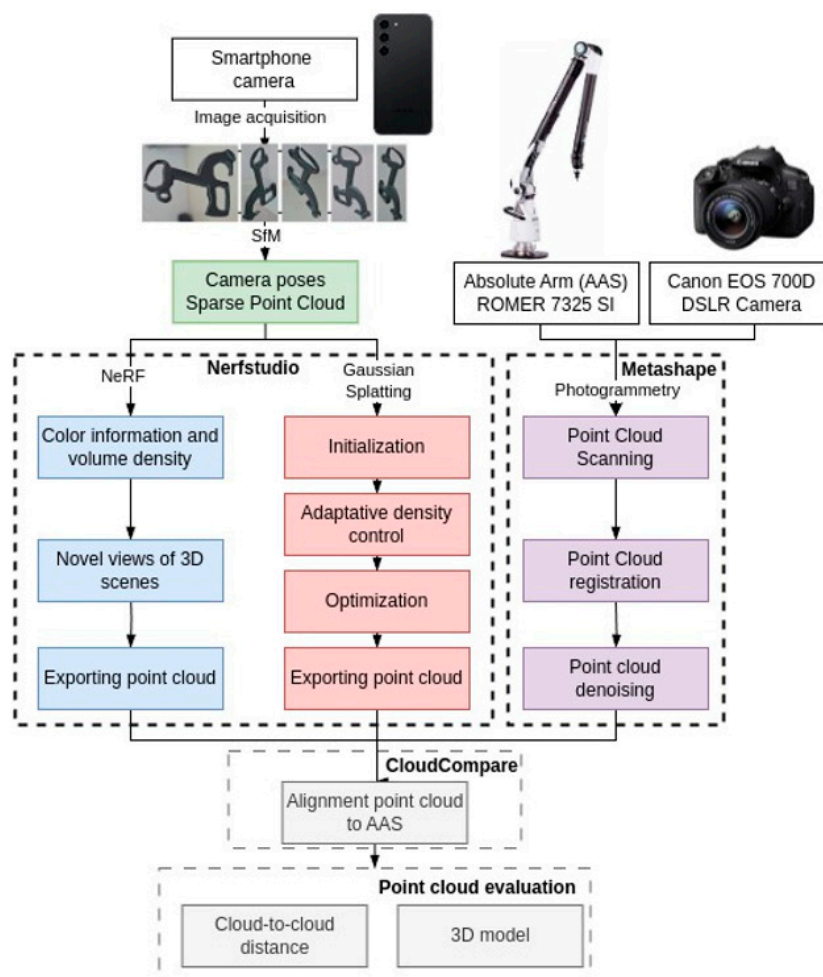 Smartphone
camera
Image acquisition
SfM
Camera poses
Sparse Point Cloud
Absolute Arm (AAS)
ROMER 7325 SI
Canon EOS 700D
DSLR Camera
Nerfstudio
NeRF
Gaussian
Splatting
Color information and
volume density
Novel views of 3D
scenes
Exporting point cloud
Initialization
Adaptative density
control
Optimization
Exporting point cloud
Metashape
Photogrammetry
Point Cloud
Scanning
Point Cloud
registration
Point cloud
denoising
CloudCompare
Alignment point cloud
to AAS
Point cloud evaluation
Cloud-to-cloud
distance
3D model